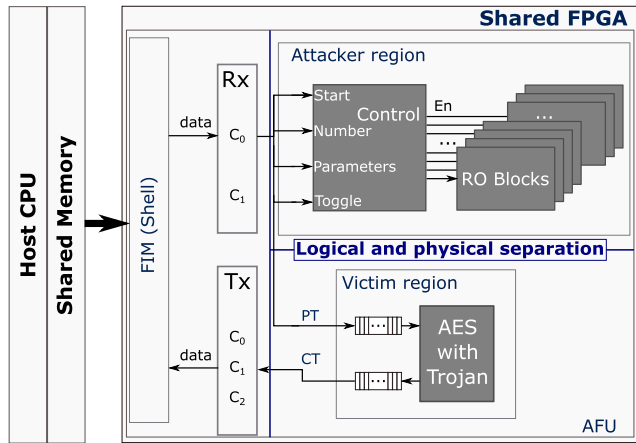 Shared FPGA
Host CPU
Shared Memory
FIM (Shell)
data
Rx
C0
C1
Attacker region
Start
Control
Number
Parameters
Toggle
En
...
...
RO Blocks
Logical and physical separation
Tx
C0
C1
C2
data
Victim region
PT
...
CT
...
AES
with
Trojan
AFU